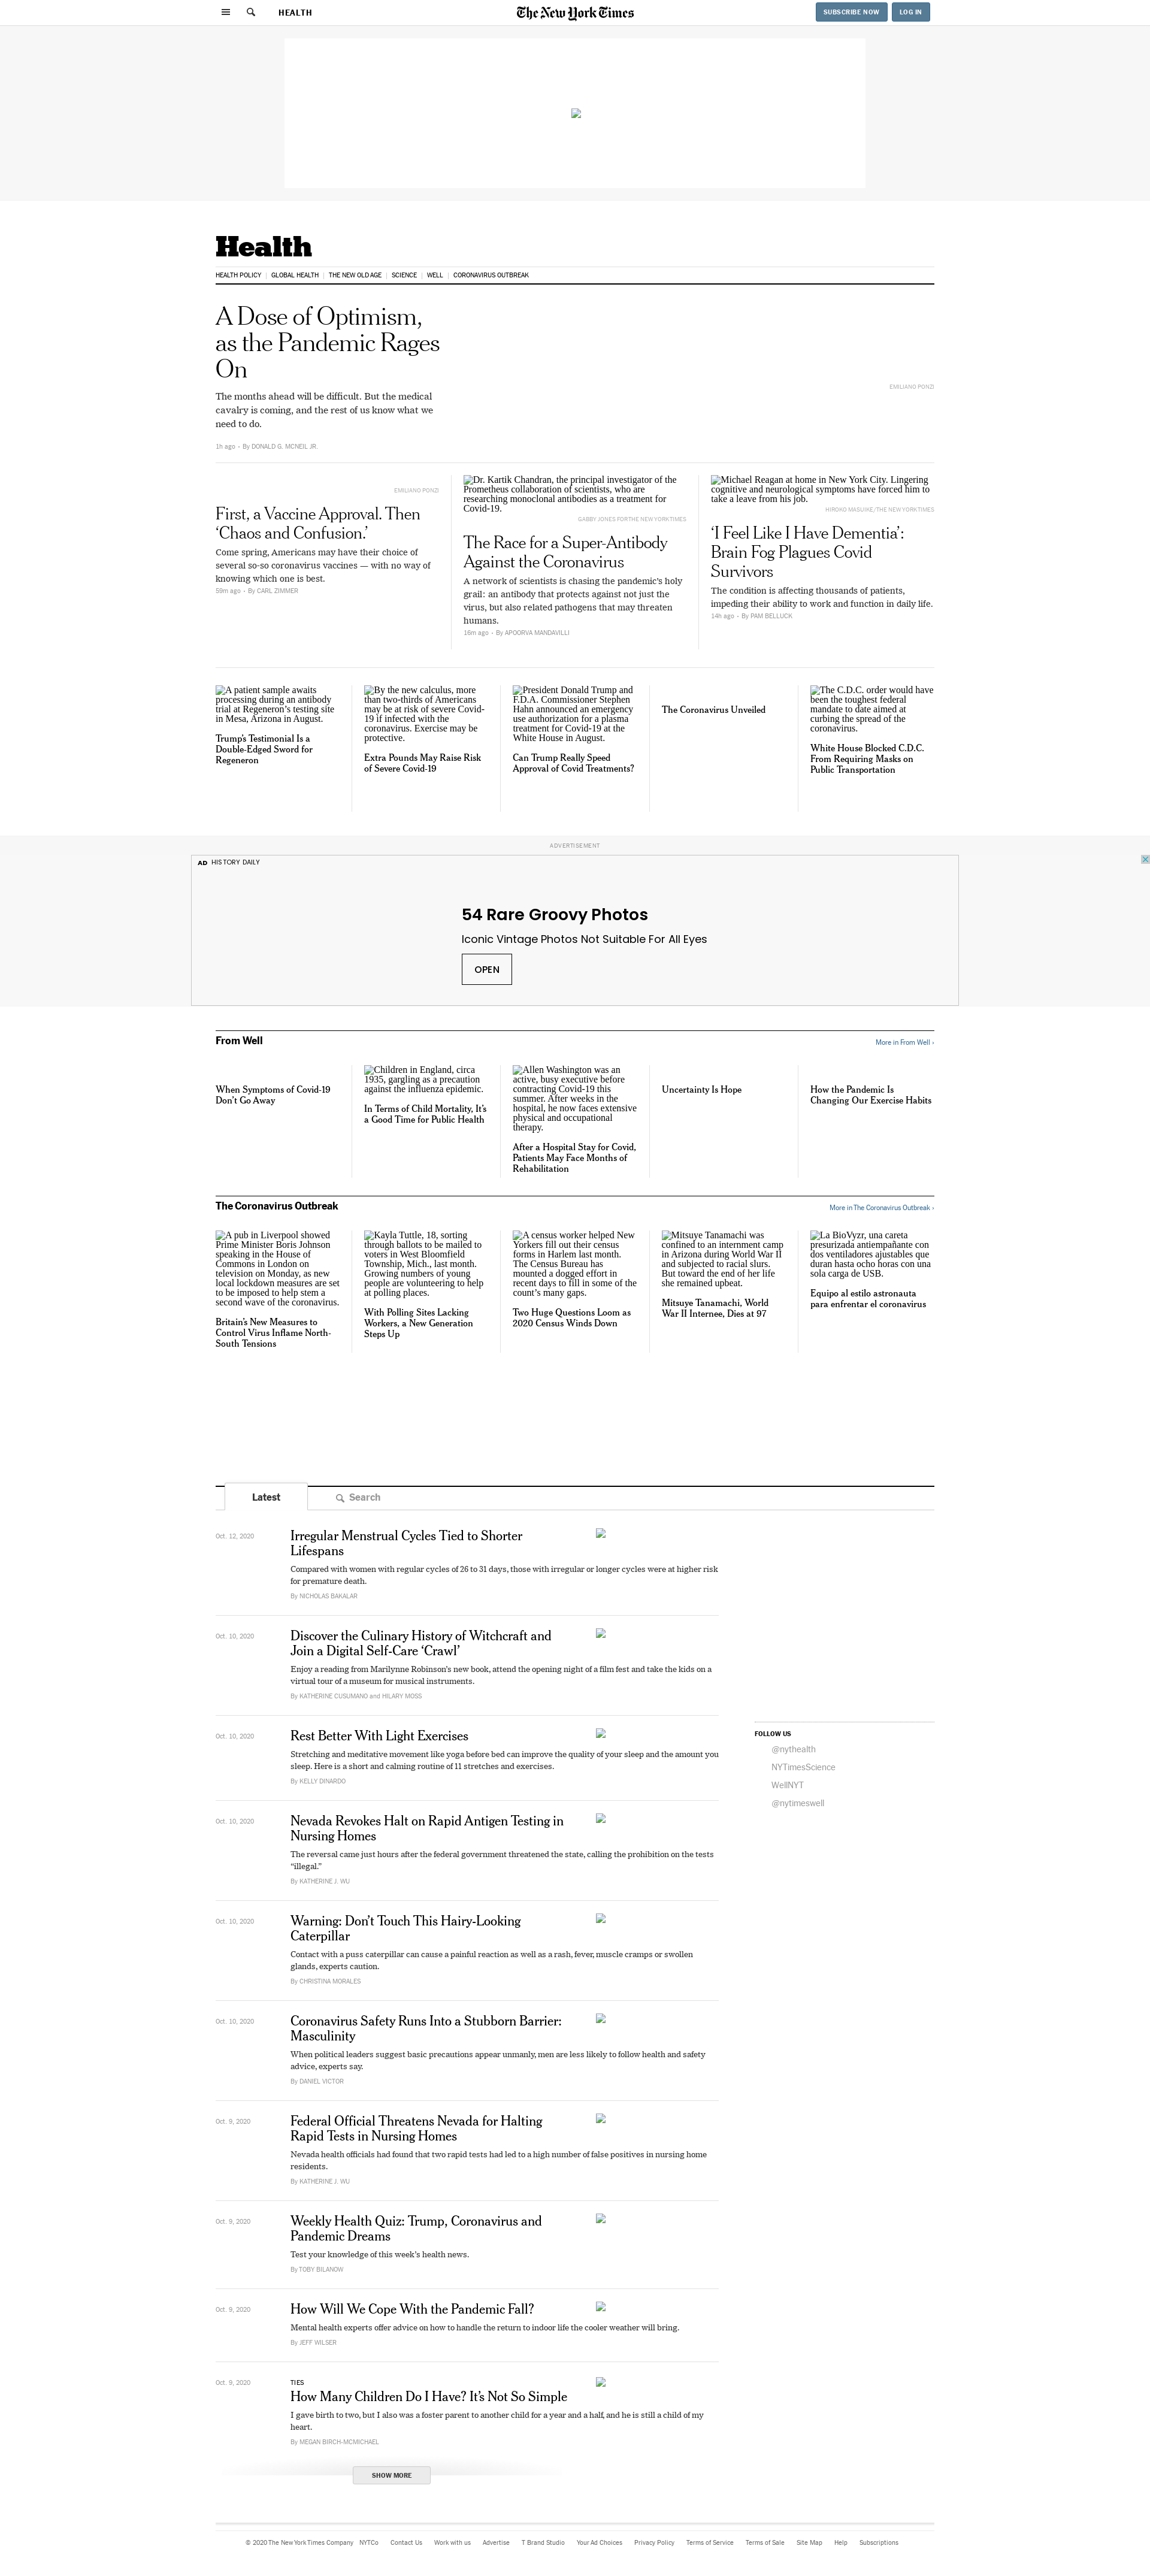 HEALTH
The New York Times
SUBSCRIBE NOW
LOG IN
Health
HEALTH POLICY
GLOBAL HEALTH
THE NEW OLD AGE
SCIENCE
WELL
CORONAVIRUS OUTBREAK
A Dose of Optimism,
as the Pandemic Rages
On
The months ahead will be difficult. But the medical
cavalry is coming, and the rest of us know what we
need to do.
1h ago • By DONALD G. MCNEIL JR.
EMILIANO PONZI
EMILIANO PONZI
First, a Vaccine Approval. Then
‘Chaos and Confusion.’
Come spring, Americans may have their choice of
several so-so coronavirus vaccines — with no way of
knowing which one is best.
59m ago • By CARL ZIMMER
Dr. Kartik Chandran, the principal investigator of the
Prometheus collaboration of scientists, who are
researching monoclonal antibodies as a treatment for
Covid-19.
GABBY JONES FOR THE NEW YORK TIMES
The Race for a Super-Antibody
Against the Coronavirus
A network of scientists is chasing the pandemic’s holy
grail: an antibody that protects against not just the
virus, but also related pathogens that may threaten
humans.
16m ago • By APOORVA MANDAVILLI
Michael Reagan at home in New York City. Lingering
cognitive and neurological symptoms have forced him to
take a leave from his job.
HIROKO MASUIKE/THE NEW YORK TIMES
‘I Feel Like I Have Dementia’:
Brain Fog Plagues Covid
Survivors
The condition is affecting thousands of patients,
impeding their ability to work and function in daily life.
14h ago • By PAM BELLUCK
A patient sample awaits
processing during an antibody
trial at Regeneron’s testing site
in Mesa, Arizona in August.
Trump’s Testimonial Is a
Double-Edged Sword for
Regeneron
By the new calculus, more
than two-thirds of Americans
may be at risk of severe Covid-
19 if infected with the
coronavirus. Exercise may be
protective.
Extra Pounds May Raise Risk
of Severe Covid-19
President Donald Trump and
F.D.A. Commissioner Stephen
Hahn announced an emergency
use authorization for a plasma
treatment for Covid-19 at the
White House in August.
Can Trump Really Speed
Approval of Covid Treatments?
The Coronavirus Unveiled
The C.D.C. order would have
been the toughest federal
mandate to date aimed at
curbing the spread of the
coronavirus.
White House Blocked C.D.C.
From Requiring Masks on
Public Transportation
ADVERTISEMENT
AD HISTORY DAILY
54 Rare Groovy Photos
Iconic Vintage Photos Not Suitable For All Eyes
OPEN
From Well
More in From Well ›
When Symptoms of Covid-19
Don’t Go Away
Children in England, circa
1935, gargling as a precaution
against the influenza epidemic.
In Terms of Child Mortality, It’s
a Good Time for Public Health
Allen Washington was an
active, busy executive before
contracting Covid-19 this
summer. After weeks in the
hospital, he now faces extensive
physical and occupational
therapy.
After a Hospital Stay for Covid,
Patients May Face Months of
Rehabilitation
Uncertainty Is Hope
How the Pandemic Is
Changing Our Exercise Habits
The Coronavirus Outbreak
More in The Coronavirus Outbreak ›
A pub in Liverpool showed
Prime Minister Boris Johnson
speaking in the House of
Commons in London on
television on Monday, as new
local lockdown measures are set
to be imposed to help stem a
second wave of the coronavirus.
Britain’s New Measures to
Control Virus Inflame North-
South Tensions
Kayla Tuttle, 18, sorting
through ballots to be mailed to
voters in West Bloomfield
Township, Mich., last month.
Growing numbers of young
people are volunteering to help
at polling places.
With Polling Sites Lacking
Workers, a New Generation
Steps Up
A census worker helped New
Yorkers fill out their census
forms in Harlem last month.
The Census Bureau has
mounted a dogged effort in
recent days to fill in some of the
count’s many gaps.
Two Huge Questions Loom as
2020 Census Winds Down
Mitsuye Tanamachi was
confined to an internment camp
in Arizona during World War II
and subjected to racial slurs.
But toward the end of her life
she remained upbeat.
Mitsuye Tanamachi, World
War II Internee, Dies at 97
La BioVyzr, una careta
presurizada antiempañante con
dos ventiladores ajustables que
duran hasta ocho horas con una
sola carga de USB.
Equipo al estilo astronauta
para enfrentar el coronavirus
Latest
Search
Oct. 12, 2020
Irregular Menstrual Cycles Tied to Shorter
Lifespans
Compared with women with regular cycles of 26 to 31 days, those with irregular or longer cycles were at higher risk
for premature death.
By NICHOLAS BAKALAR
Oct. 10, 2020
Discover the Culinary History of Witchcraft and
Join a Digital Self-Care ‘Crawl’
Enjoy a reading from Marilynne Robinson’s new book, attend the opening night of a film fest and take the kids on a
virtual tour of a museum for musical instruments.
By KATHERINE CUSUMANO and HILARY MOSS
Oct. 10, 2020
Rest Better With Light Exercises
Stretching and meditative movement like yoga before bed can improve the quality of your sleep and the amount you
sleep. Here is a short and calming routine of 11 stretches and exercises.
By KELLY DINARDO
Oct. 10, 2020
Nevada Revokes Halt on Rapid Antigen Testing in
Nursing Homes
The reversal came just hours after the federal government threatened the state, calling the prohibition on the tests
“illegal.”
By KATHERINE J. WU
Oct. 10, 2020
Warning: Don’t Touch This Hairy-Looking
Caterpillar
Contact with a puss caterpillar can cause a painful reaction as well as a rash, fever, muscle cramps or swollen
glands, experts caution.
By CHRISTINA MORALES
Oct. 10, 2020
Coronavirus Safety Runs Into a Stubborn Barrier:
Masculinity
When political leaders suggest basic precautions appear unmanly, men are less likely to follow health and safety
advice, experts say.
By DANIEL VICTOR
Oct. 9, 2020
Federal Official Threatens Nevada for Halting
Rapid Tests in Nursing Homes
Nevada health officials had found that two rapid tests had led to a high number of false positives in nursing home
residents.
By KATHERINE J. WU
Oct. 9, 2020
Weekly Health Quiz: Trump, Coronavirus and
Pandemic Dreams
Test your knowledge of this week’s health news.
By TOBY BILANOW
Oct. 9, 2020
How Will We Cope With the Pandemic Fall?
Mental health experts offer advice on how to handle the return to indoor life the cooler weather will bring.
By JEFF WILSER
Oct. 9, 2020
TIES
How Many Children Do I Have? It’s Not So Simple
I gave birth to two, but I also was a foster parent to another child for a year and a half, and he is still a child of my
heart.
By MEGAN BIRCH-MCMICHAEL
SHOW MORE
FOLLOW US
@nythealth
NYTimesScience
WellNYT
@nytimeswell
© 2020 The New York Times Company NYTCo Contact Us Work with us Advertise T Brand Studio Your Ad Choices Privacy Policy Terms of Service Terms of Sale Site Map Help Subscriptions